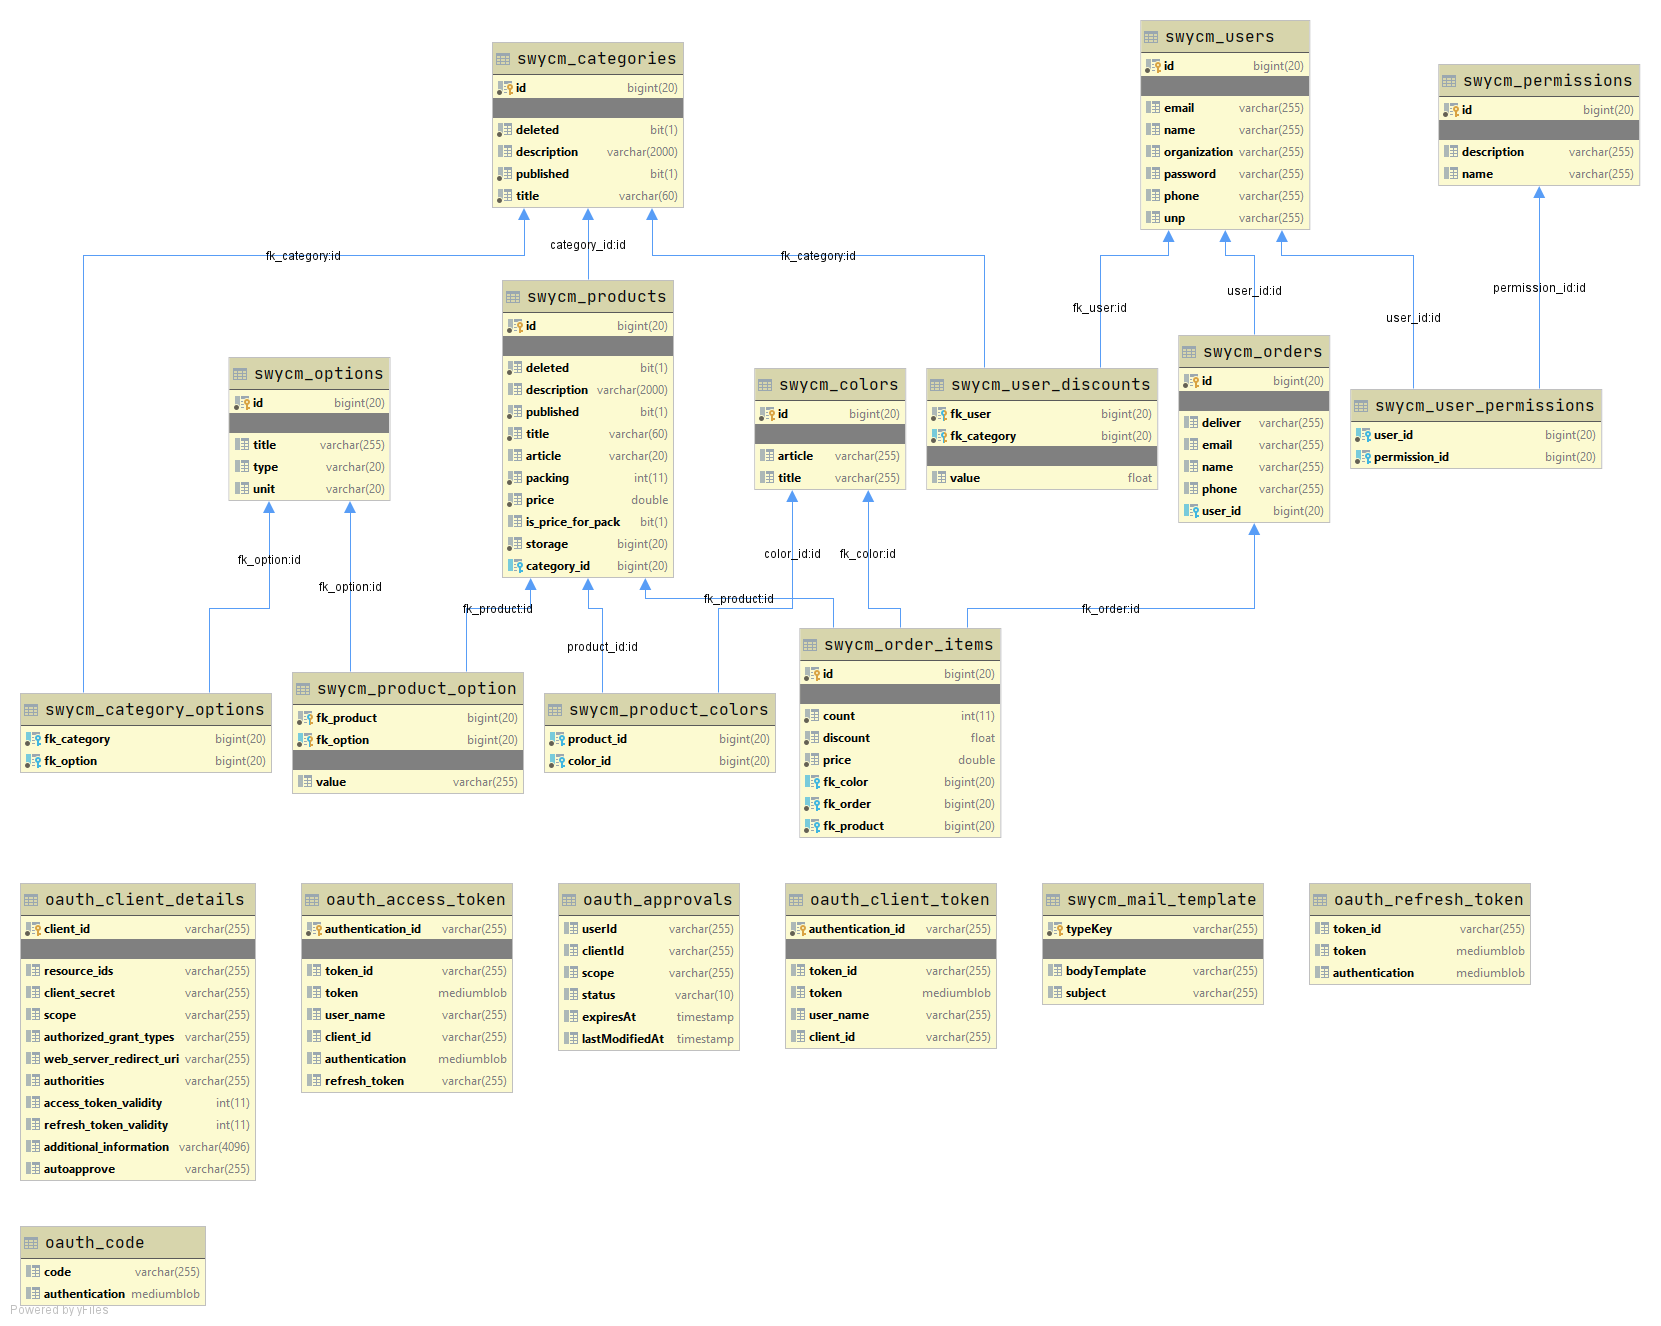 swycm_categories
id bigint(20)
deleted bit(1)
description varchar(2000)
published bit(1)
title varchar(60)
swycm_users
id bigint(20)
email varchar(255)
name varchar(255)
organization varchar(255)
password varchar(255)
phone varchar(255)
unp varchar(255)
swycm_permissions
id bigint(20)
description varchar(255)
name varchar(255)
fk_category:id
category_id:id
fk_category:id
fk_user:id
user_id:id
user_id:id
permission_id:id
swycm_products
id bigint(20)
deleted bit(1)
description varchar(2000)
published bit(1)
title varchar(60)
article varchar(20)
packing int(11)
price double
is_price_for_pack bit(1)
storage bigint(20)
category_id bigint(20)
swycm_options
id bigint(20)
title varchar(255)
type varchar(20)
unit varchar(20)
swycm_colors
id bigint(20)
article varchar(255)
title varchar(255)
swycm_user_discounts
fk_user bigint(20)
fk_category bigint(20)
value float
swycm_orders
id bigint(20)
deliver varchar(255)
email varchar(255)
name varchar(255)
phone varchar(255)
user_id bigint(20)
swycm_user_permissions
user_id bigint(20)
permission_id bigint(20)
fk_option:id
fk_option:id
fk_product:id
product_id:id
color_id:id
fk_color:id
fk_product:id
fk_order:id
swycm_category_options
fk_category bigint(20)
fk_option bigint(20)
swycm_product_option
fk_product bigint(20)
fk_option bigint(20)
value varchar(255)
swycm_product_colors
product_id bigint(20)
color_id bigint(20)
swycm_order_items
id bigint(20)
count int(11)
discount float
price double
fk_color bigint(20)
fk_order bigint(20)
fk_product bigint(20)
oauth_client_details
client_id varchar(255)
resource_ids varchar(255)
client_secret varchar(255)
scope varchar(255)
authorized_grant_types varchar(255)
web_server_redirect_uri varchar(255)
authorities varchar(255)
access_token_validity int(11)
refresh_token_validity int(11)
additional_information varchar(4096)
autoapprove varchar(255)
oauth_access_token
authentication_id varchar(255)
token_id varchar(255)
token mediumblob
user_name varchar(255)
client_id varchar(255)
authentication mediumblob
refresh_token varchar(255)
oauth_approvals
userId varchar(255)
clientId varchar(255)
scope varchar(255)
status varchar(10)
expiresAt timestamp
lastModifiedAt timestamp
oauth_client_token
authentication_id varchar(255)
token_id varchar(255)
token mediumblob
user_name varchar(255)
client_id varchar(255)
swycm_mail_template
typeKey varchar(255)
bodyTemplate varchar(255)
subject varchar(255)
oauth_refresh_token
token_id varchar(255)
token mediumblob
authentication mediumblob
oauth_code
code varchar(255)
authentication mediumblob
Powered by yFiles